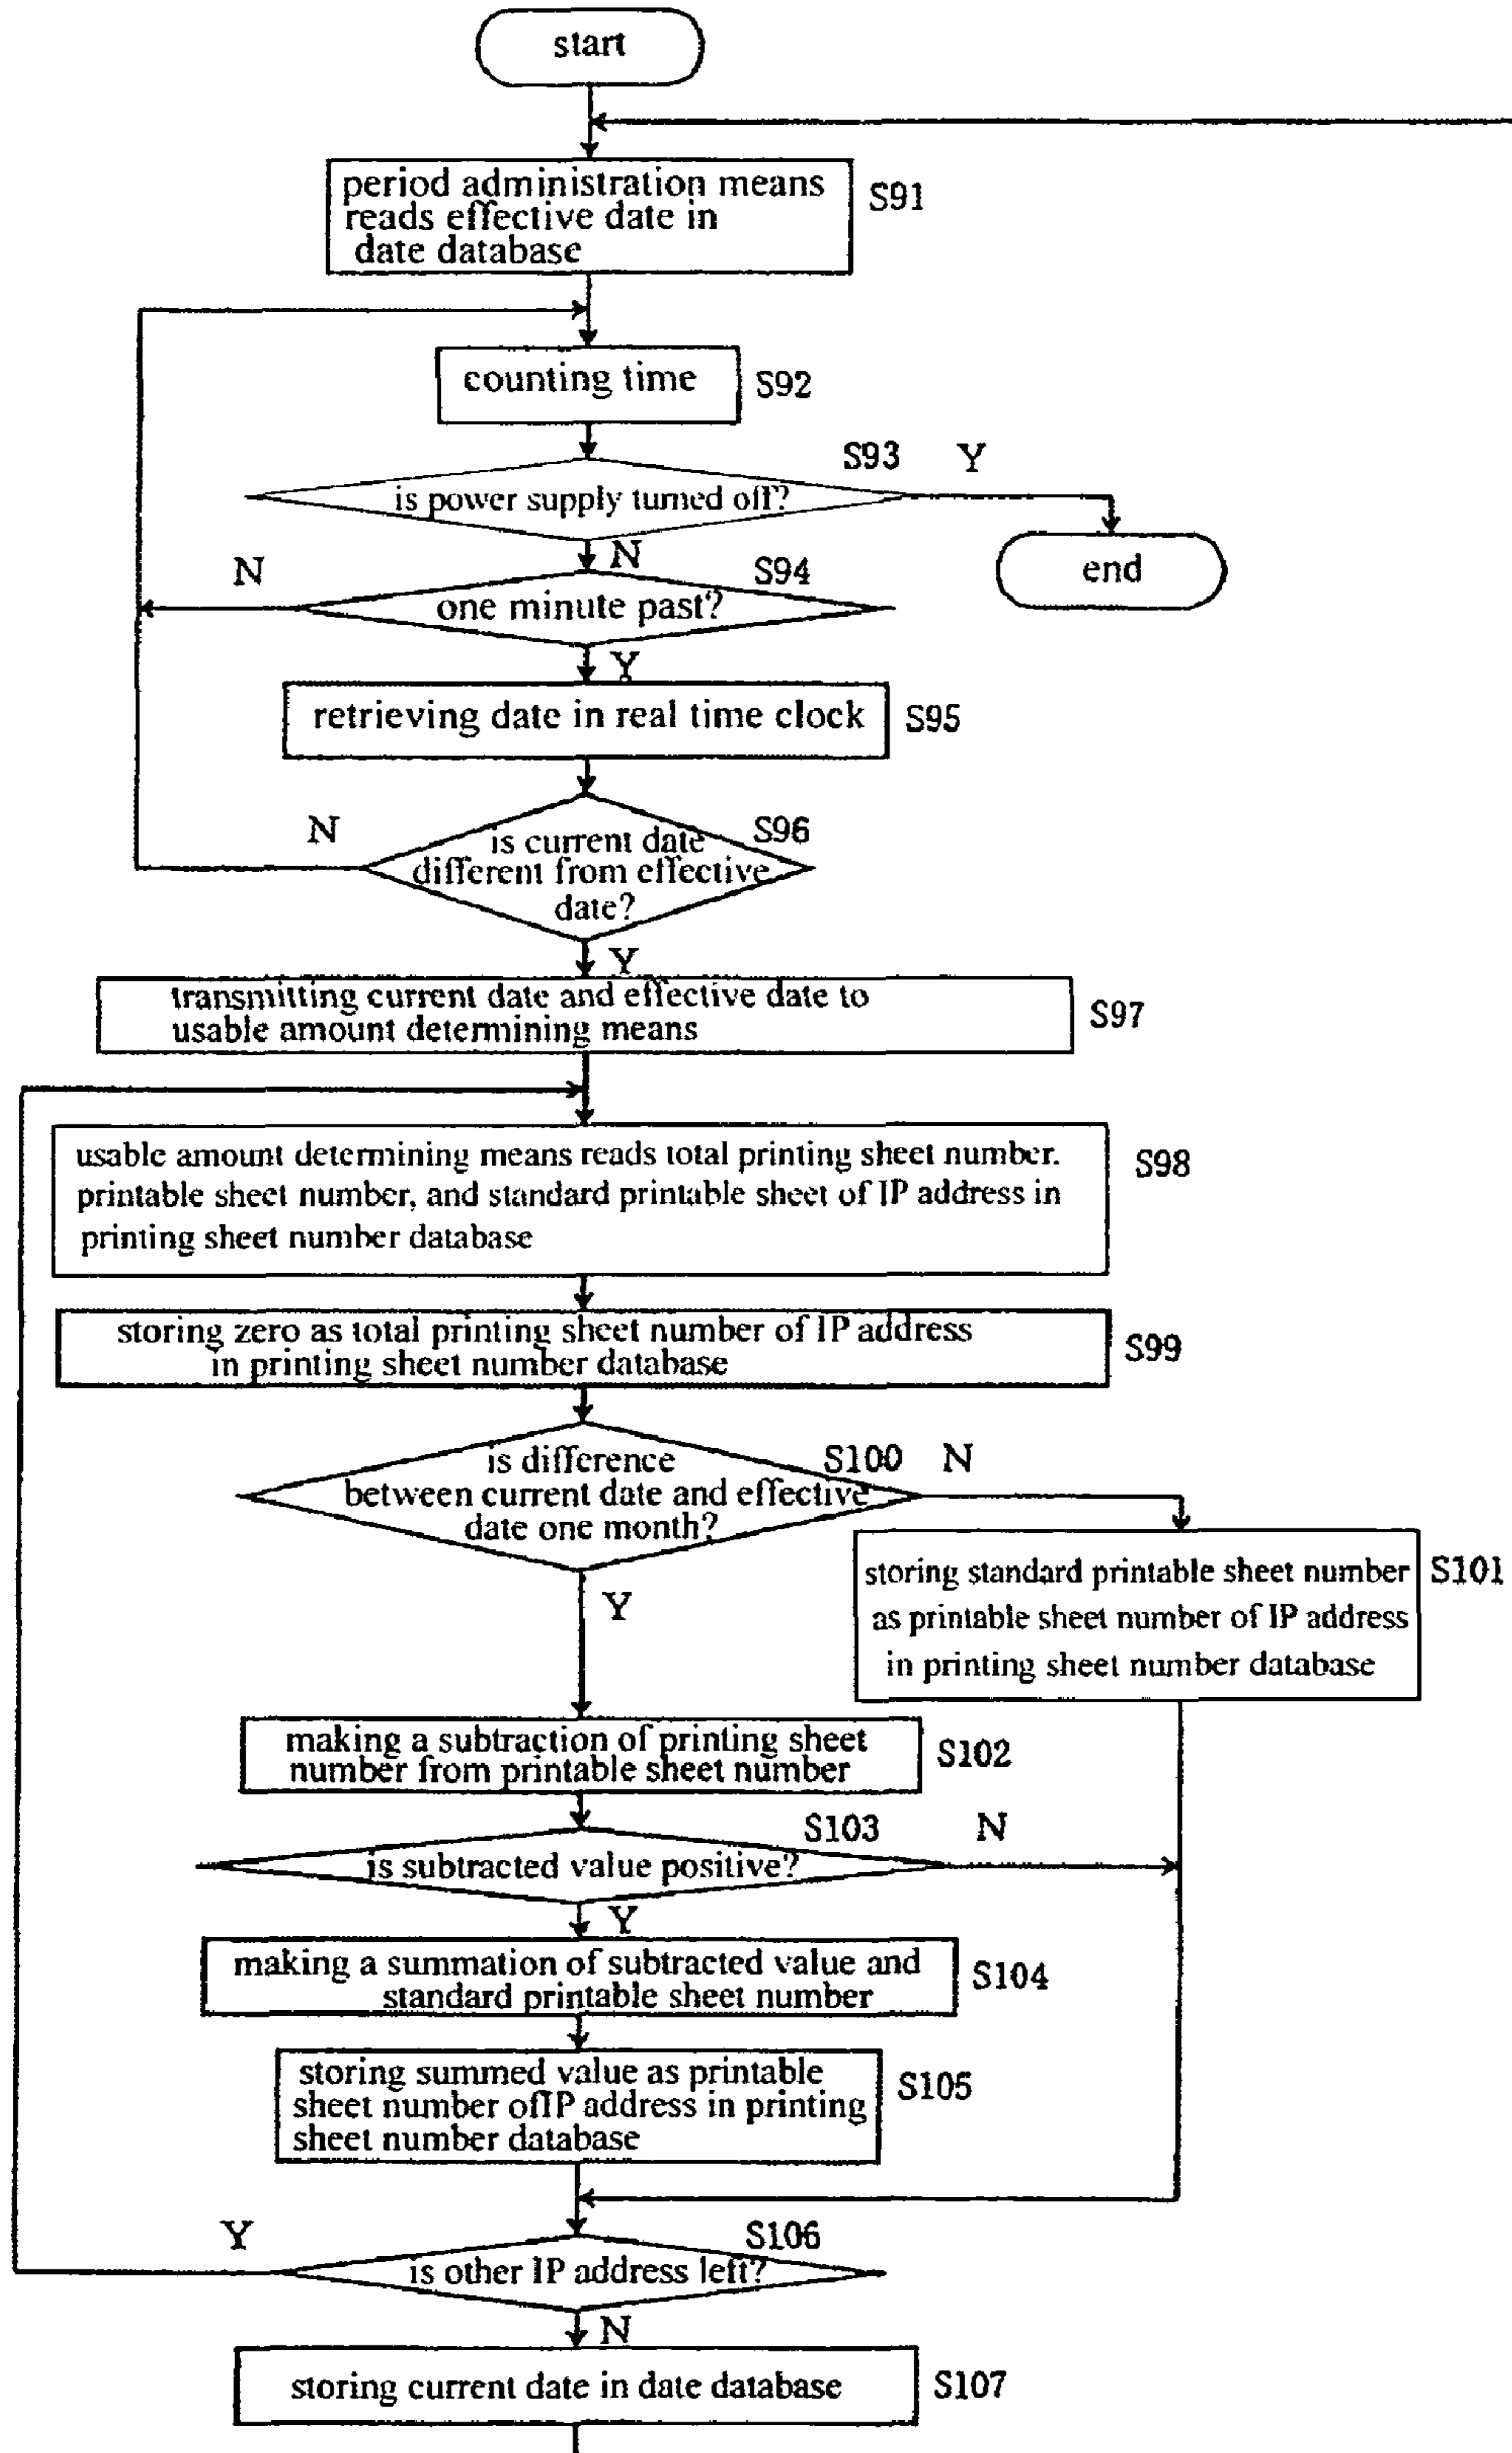 start
period administration means
reads effective date in
date database
S91
counting time
S92
S93
Y
is power supply turned off?
end
N
N
S94
one minute past?
Y
retrieving date in real time clock
S95
N
is current date
S96
different from effective
date?
Y
transmitting current date and effective date to
usable amount determining means
S97
usable amount determining means reads total printing sheet number.
printable sheet number, and standard printable sheet of IP address in
printing sheet number database
S98
storing zero as total printing sheet number of IP address
in printing sheet number database
S99
is difference
S100
N
between current date and effective
date one month?
Y
storing standard printable sheet number
as printable sheet number of IP address
in printing sheet number database
S101
making a subtraction of printing sheet
number from printable sheet number
S102
S103
N
is subtracted value positive?
Y
making a summation of subtracted value and
standard printable sheet number
S104
storing summed value as printable
sheet number of IP address in printing
sheet number database
S105
Y
S106
is other IP address left?
N
storing current date in date database
S107